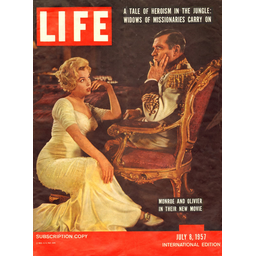 LIFE
A TALE OF HEROISM IN THE JUNGLE:
WIDOWS OF MISSIONARIES CARRY ON
MONROE AND OLIVIER
IN THEIR NEW MOVIE
SUBSCRIPTION COPY
JULY 8, 1957
INTERNATIONAL EDITION